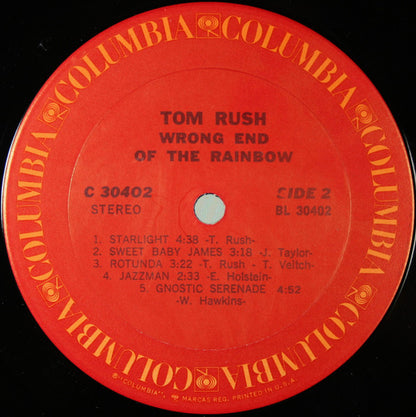 COLUMBIA COLUMBIA COLUMBIA COLUMBIA COLUMBIA COLUMBIA
TOM RUSH
WRONG END
OF THE RAINBOW
C 30402
SIDE 2
STEREO
BL 30402
1. STARLIGHT 4:38 -T. Rush-
2. SWEET BABY JAMES 3:18 -J. Taylor-
3. ROTUNDA 3:22 -T. Rush - T. Veitch-
4. JAZZMAN 2:33 -E. Holstein-
5. GNOSTIC SERENADE 4:52
-W. Hawkins-
"COLUMBIA", MARCAS REG. PRINTED IN U.S.A.